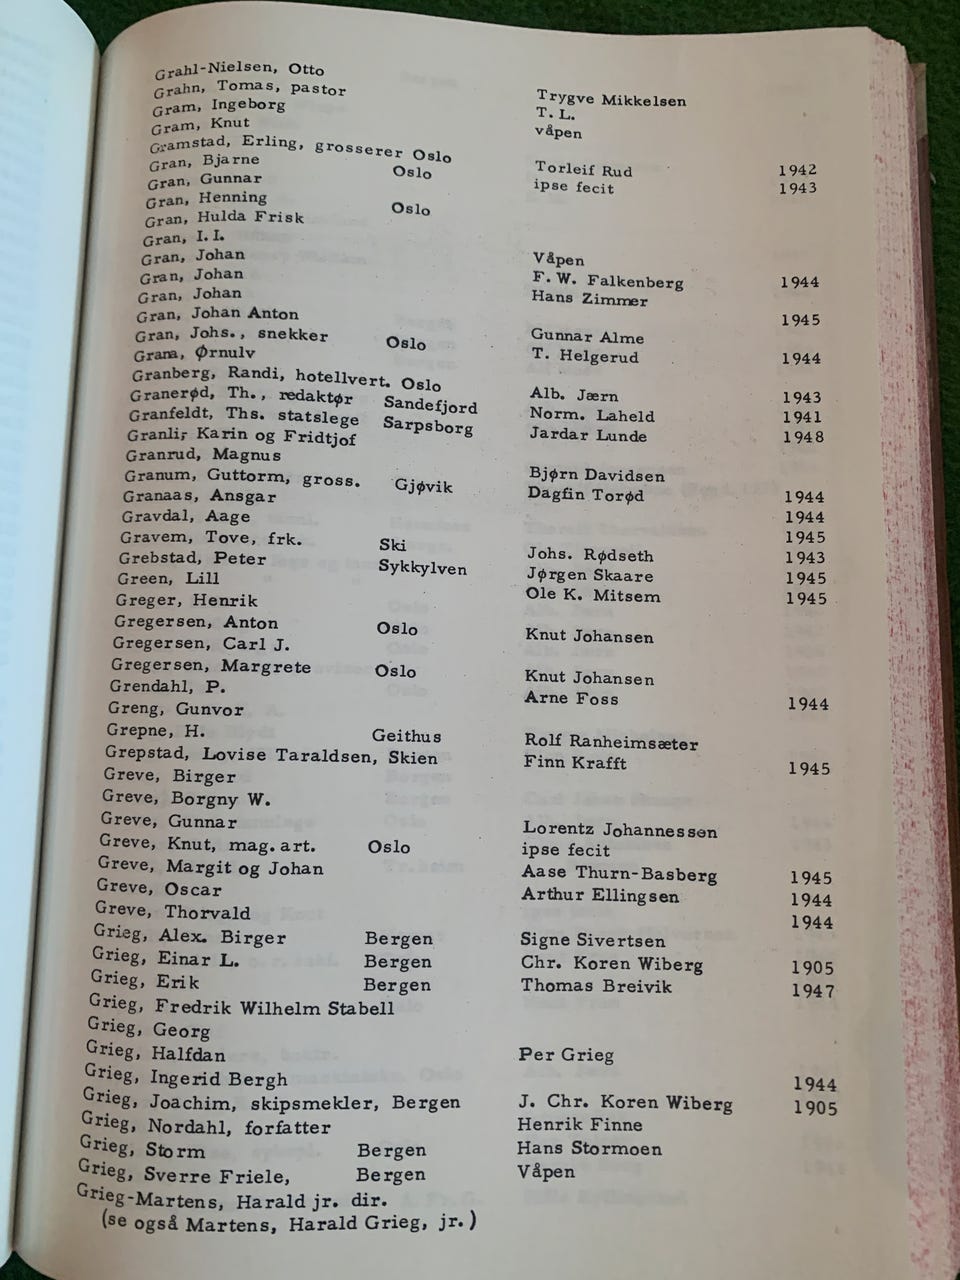 Grahl-Nielsen, Otto Trygve Mikkelsen
Grahn, Tomas, pastor T. L.
Gram, Ingeborg våpen
Gram, Knut
Gramstad, Erling, grosserer Oslo Torleif Rud 1942
Gran, Bjarne Oslo ipse fecit 1943
Gran, Gunnar
Gran, Henning Oslo
Gran, Hulda Frisk
Gran, I. I. Våpen
Gran, Johan F. W. Falkenberg 1944
Gran, Johan Hans Zimmer
Gran, Johan 1945
Gran, Johan Anton Gunnar Alme
Gran, Johs., snekker Oslo T. Helgerud 1944
Grana, Ørnulv
Granberg, Randi, hotellvert. Oslo Alb. Jærn 1943
Granerød, Th., redaktør Sandefjord Norm. Laheld 1941
Granfeldt, Ths. statslege Sarpsborg Jardar Lunde 1948
Granli, Karin og Fridtjof
Granrud, Magnus Bjørn Davidsen
Granum, Guttorm, gross. Gjøvik Dagfin Torød 1944
Granaas, Ansgar 1944
Gravdal, Aage 1945
Gravem, Tove, frk. Ski Johs. Rødseth 1943
Grebstad, Peter Sykkylven Jørgen Skaare 1945
Green, Lill Ole K. Mitsem 1945
Greger, Henrik
Gregersen, Anton Oslo Knut Johansen
Gregersen, Carl J.
Gregersen, Margrete Oslo Knut Johansen
Grendahl, P. Arne Foss 1944
Greng, Gunvor
Grepne, H. Geithus Rolf Ranheimsæter
Grepstad, Lovise Taraldsen, Skien Finn Krafft 1945
Greve, Birger
Greve, Borgny W.
Greve, Gunnar Lorentz Johannessen
Greve, Knut, mag. art. Oslo ipse fecit
Greve, Margit og Johan Aase Thurn-Basberg 1945
Greve, Oscar Arthur Ellingsen 1944
Greve, Thorvald 1944
Grieg, Alex. Birger Bergen Signe Sivertsen
Grieg, Einar L. Bergen Chr. Koren Wiberg 1905
Grieg, Erik Bergen Thomas Breivik 1947
Grieg, Fredrik Wilhelm Stabell
Grieg, Georg
Grieg, Halfdan Per Grieg
Grieg, Ingerid Bergh 1944
Grieg, Joachim, skipsmekler, Bergen J. Chr. Koren Wiberg 1905
Grieg, Nordahl, forfatter Henrik Finne
Grieg, Storm Bergen Hans Stormoen
Grieg, Sverre Friele, Bergen Våpen
Grieg-Martens, Harald jr. dir.
(se også Martens, Harald Grieg, jr.)